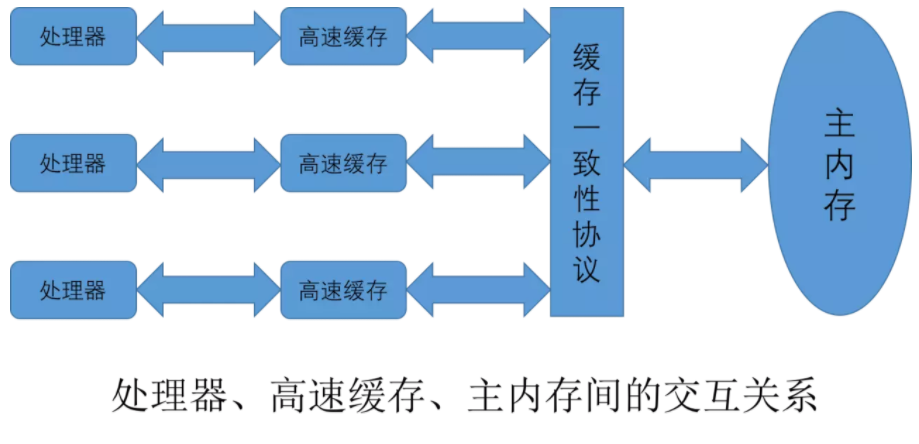 处理器
高速缓存
处理器
高速缓存
处理器
高速缓存
缓存一致性协议
主内存
处理器、高速缓存、主内存间的交互关系